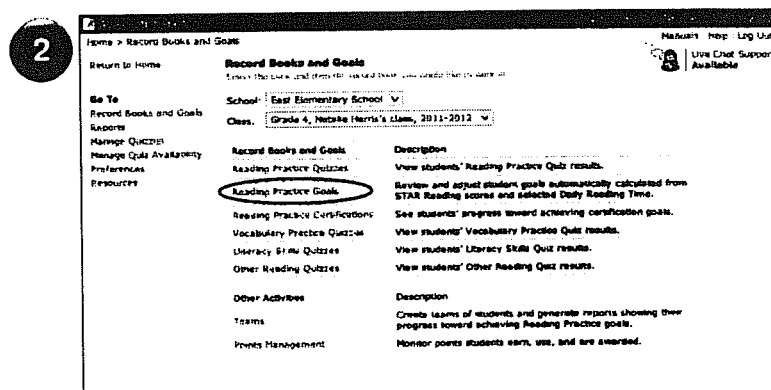 2
Home > Record Books and Goals
Manuals Help Log Out
Return to Home
Record Books and Goals
Live Chat Support
Available
School: East Elementary School
Class: Grade 4, Natalie Harris's class, 2011-2012
Go To
Record Books and Goals
Reports
Manage Quizzes
Manage Quiz Availability
Preferences
Resources
Record Books and Goals Description
Reading Practice Quizzes View students' Reading Practice Quiz results.
Reading Practice Goals Review and adjust student goals automatically calculated from
STAR Reading scores and selected Daily Reading Time.
Reading Practice Certifications See students' progress toward achieving certification goals.
Vocabulary Practice Quizzes View students' Vocabulary Practice Quiz results.
Literacy Skills Quizzes View students' Literacy Skills Quiz results.
Other Reading Quizzes View students' Other Reading Quiz results.
Other Activities Description
Teams Create teams of students and generate reports showing their
progress toward achieving Reading Practice goals.
Points Management Monitor points students earn, use, and are awarded.